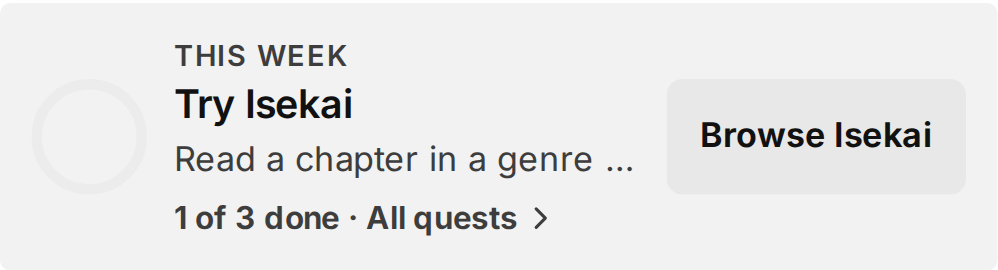 THIS WEEK
Try Isekai
Read a chapter in a genre ...
1 of 3 done · All quests
Browse Isekai